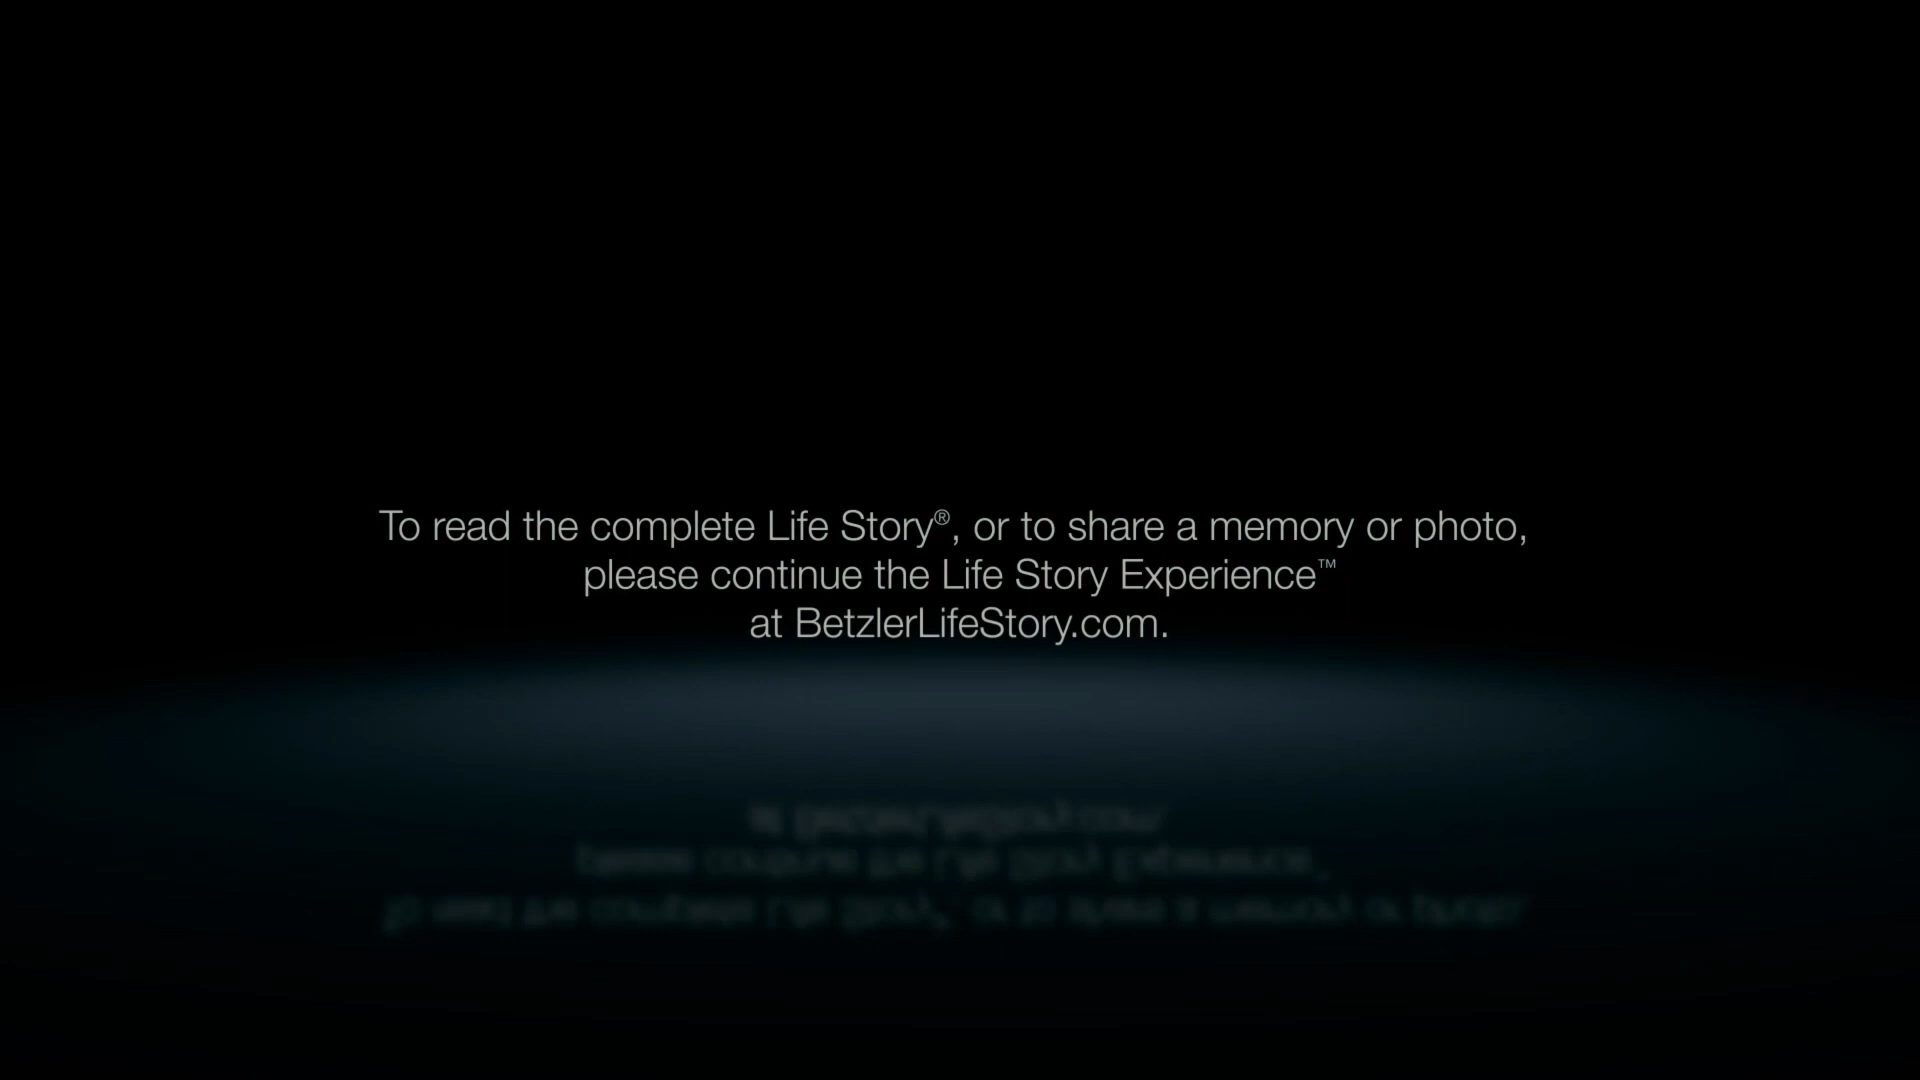 To read the complete Life Story®, or to share a memory or photo,
please continue the Life Story Experience™
at BetzlerLifeStory.com.